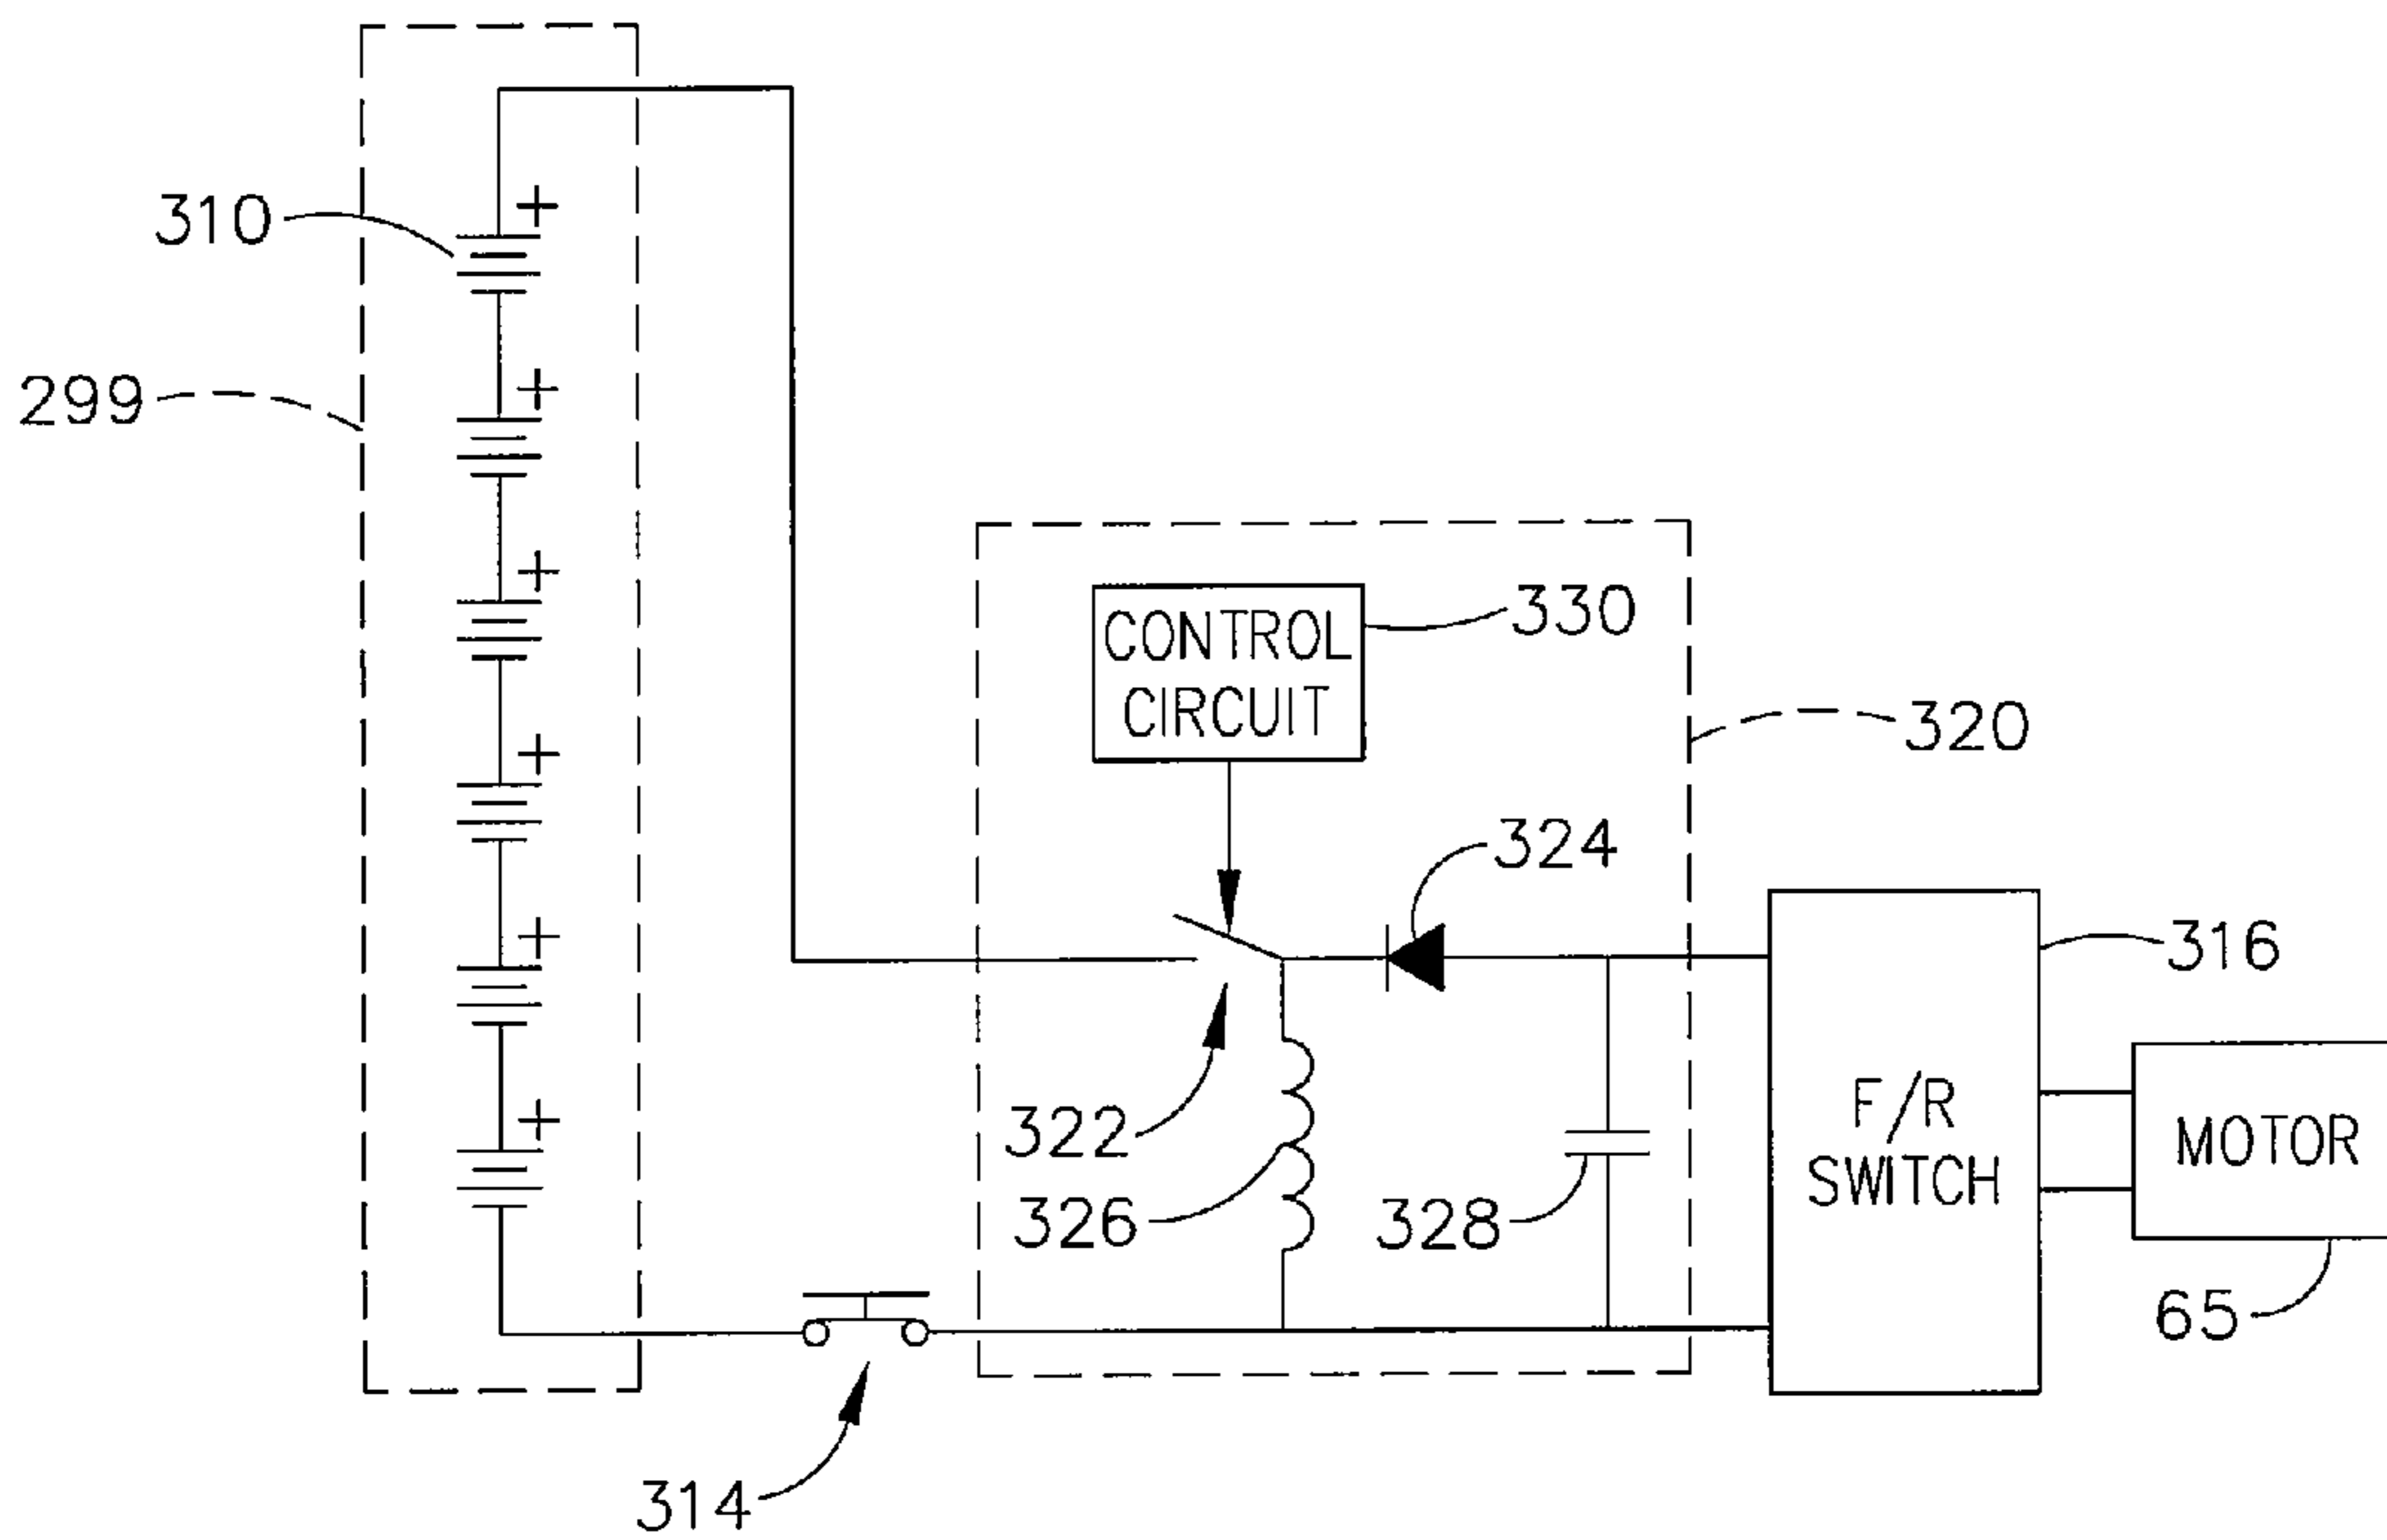 310
299
CONTROL
CIRCUIT
330
320
324
316
F/R
SWITCH
MOTOR
322
326
328
65
314